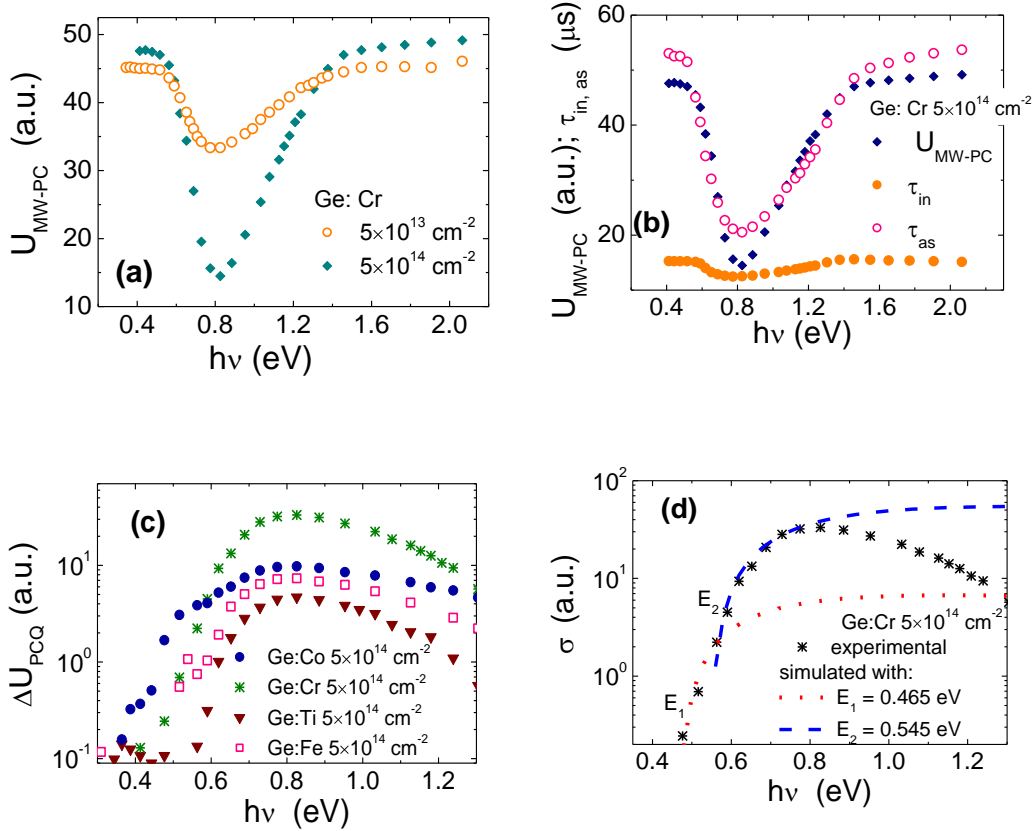 50
40
30
20
10
0.4 0.8 1.2 1.6 2.0
hν (eV)
U_MW-PC (a.u.)
Ge: Cr
5×10^13 cm^-2
5×10^14 cm^-2
(a)
60
40
20
0.4 0.8 1.2 1.6 2.0
hν (eV)
U_MW-PC (a.u.); τ_in, as (μs)
Ge: Cr 5×10^14 cm^-2
U_MW-PC
τ_in
τ_as
(b)
(c)
10^1
10^0
10^-1
0.4 0.6 0.8 1.0 1.2
hν (eV)
ΔU_PCQ (a.u.)
Ge:Co 5×10^14 cm^-2
Ge:Cr 5×10^14 cm^-2
Ge:Ti 5×10^14 cm^-2
Ge:Fe 5×10^14 cm^-2
(d)
10^2
10^1
10^0
0.4 0.6 0.8 1.0 1.2
hν (eV)
σ (a.u.)
E_2
E_1
Ge:Cr 5×10^14 cm^-2
experimental
simulated with:
E_1 = 0.465 eV
E_2 = 0.545 eV